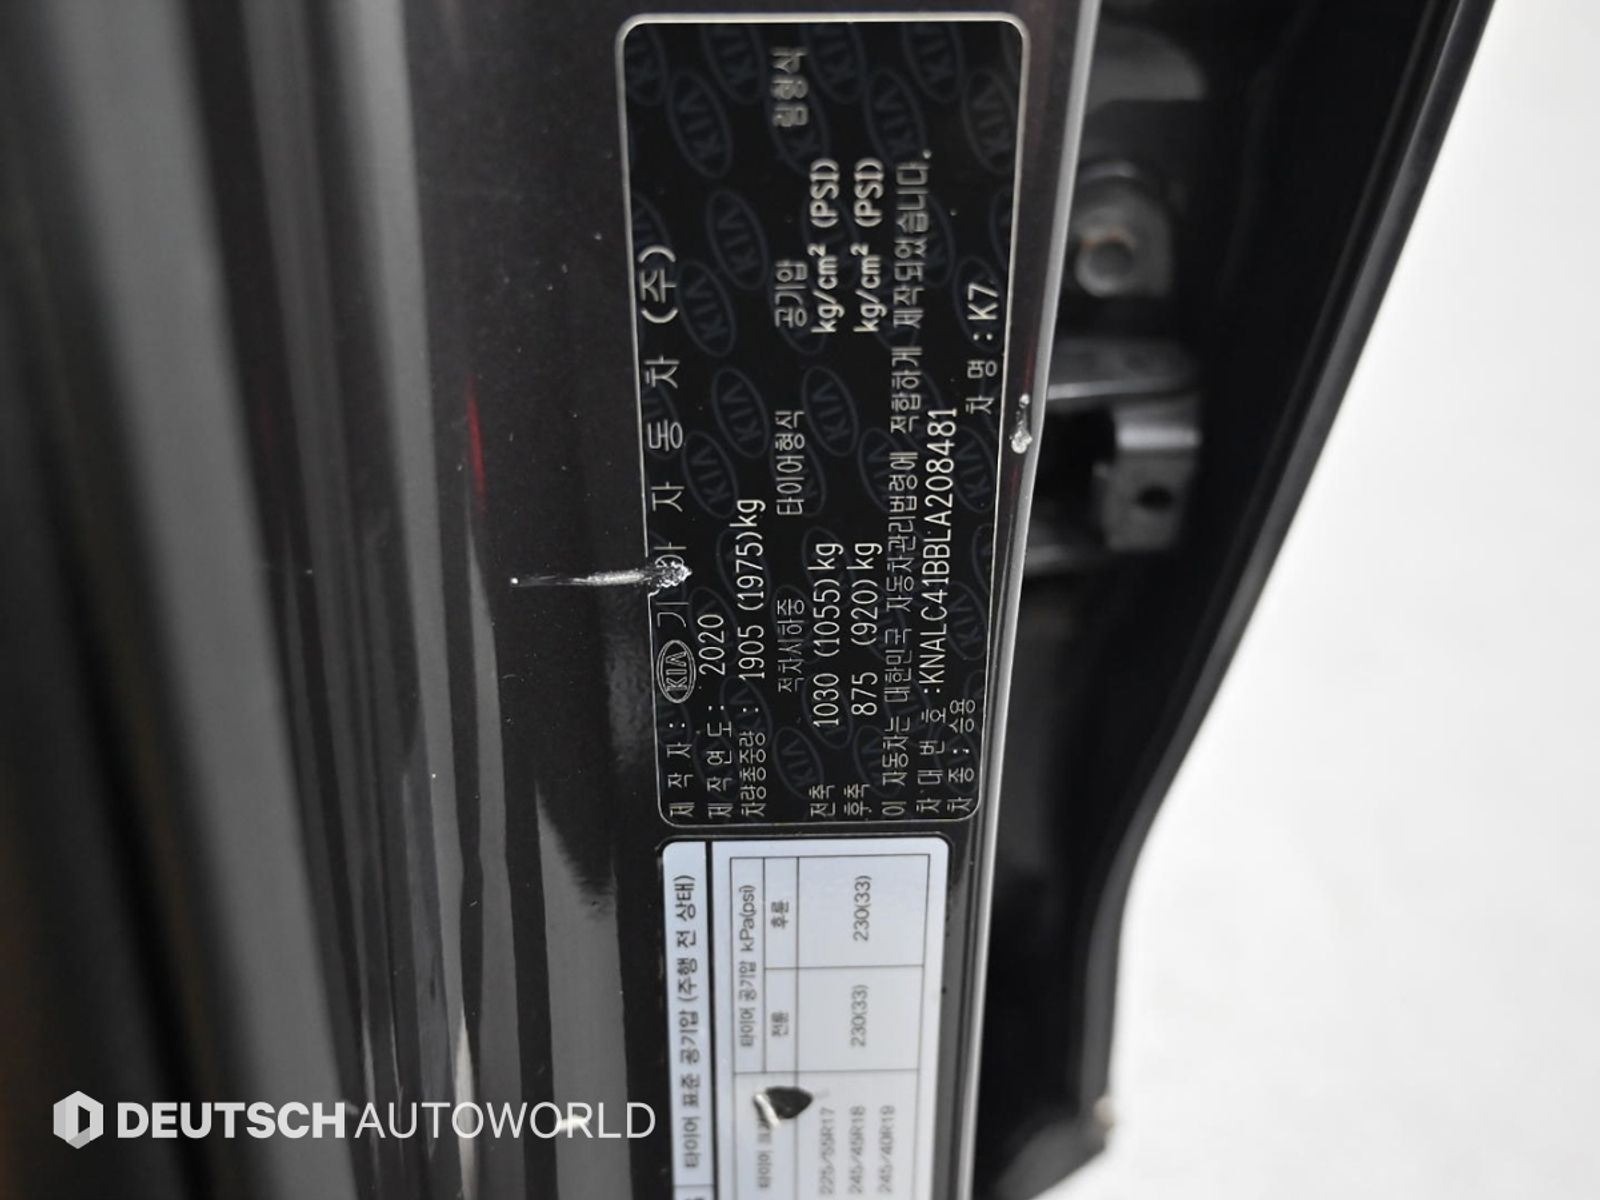 제 작 자 : KIA 기아 자 동 차 (주)
제 작 연 도 : 2020
차량총중량 : 1905 (1975)kg
적차시하중 타이어형식 공기압 림형식
전축 1030 (1055)kg kg/cm² (PSI)
후축 875 (920)kg kg/cm² (PSI)
이 자동차는 대한민국 자동차관리법령에 적합하게 제작되었습니다.
차 대 번 호 : KNALC41BBLA208481
차 종 : 승용 차 명 : K7
타이어 표준 공기압 (주행 전 상태)
타이어 타이어 공기압 kPa(psi)
전륜 후륜
225/55R17
245/45R18 230(33) 230(33)
245/40R19
DEUTSCH AUTOWORLD